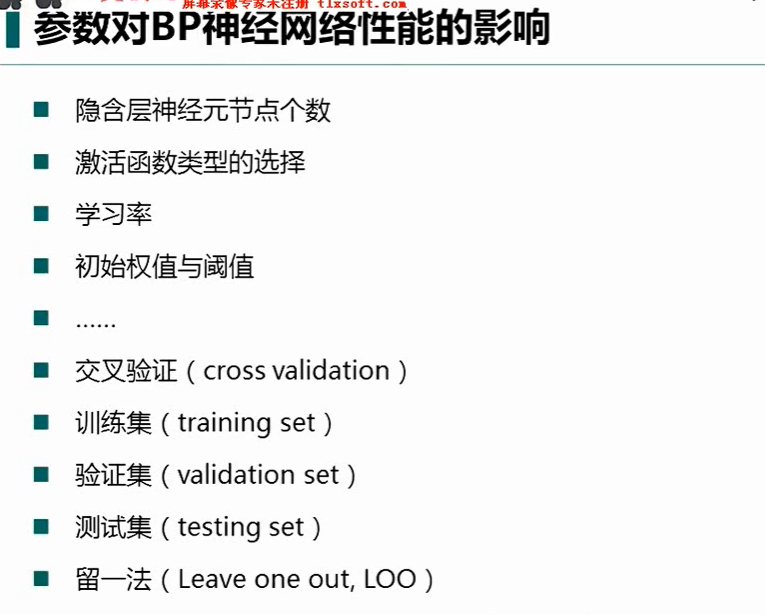 屏幕录像专家未注册 tlxsoft.com
参数对BP神经网络性能的影响
隐含层神经元节点个数
激活函数类型的选择
学习率
初始权值与阈值
......
交叉验证（cross validation）
训练集（training set）
验证集（validation set）
测试集（testing set）
留一法（Leave one out, LOO）